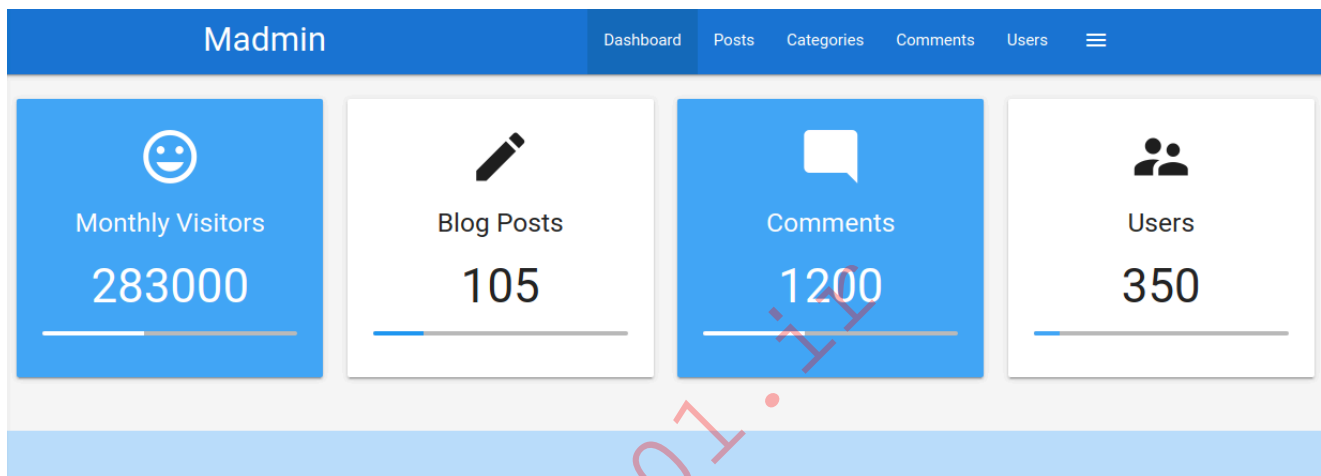 Madmin
Dashboard Posts Categories Comments Users
Monthly Visitors
283000
Blog Posts
105
Comments
1200
Users
350